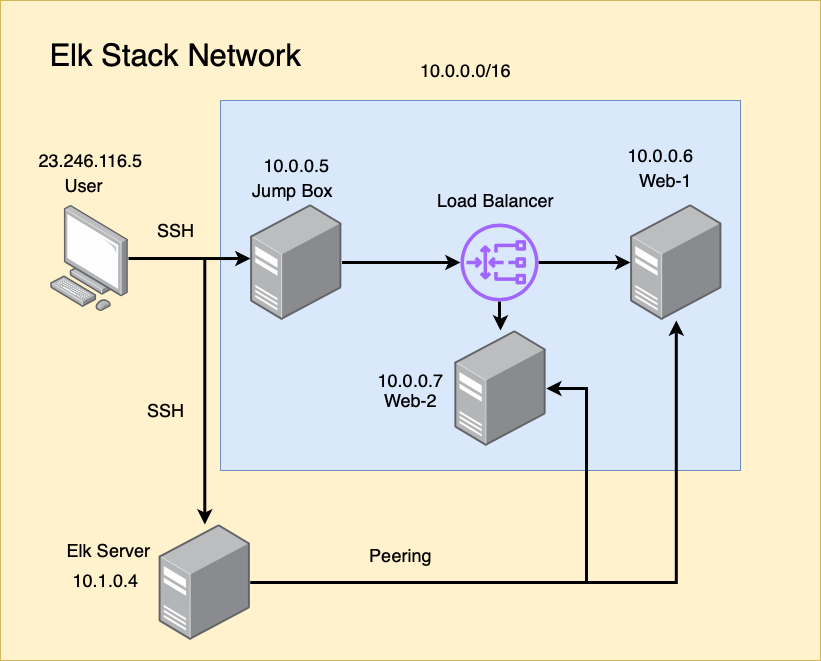 Elk Stack Network
10.0.0.0/16
23.246.116.5
User
10.0.0.5
Jump Box
10.0.0.6
Web-1
Load Balancer
SSH
10.0.0.7
Web-2
SSH
Elk Server
10.1.0.4
Peering